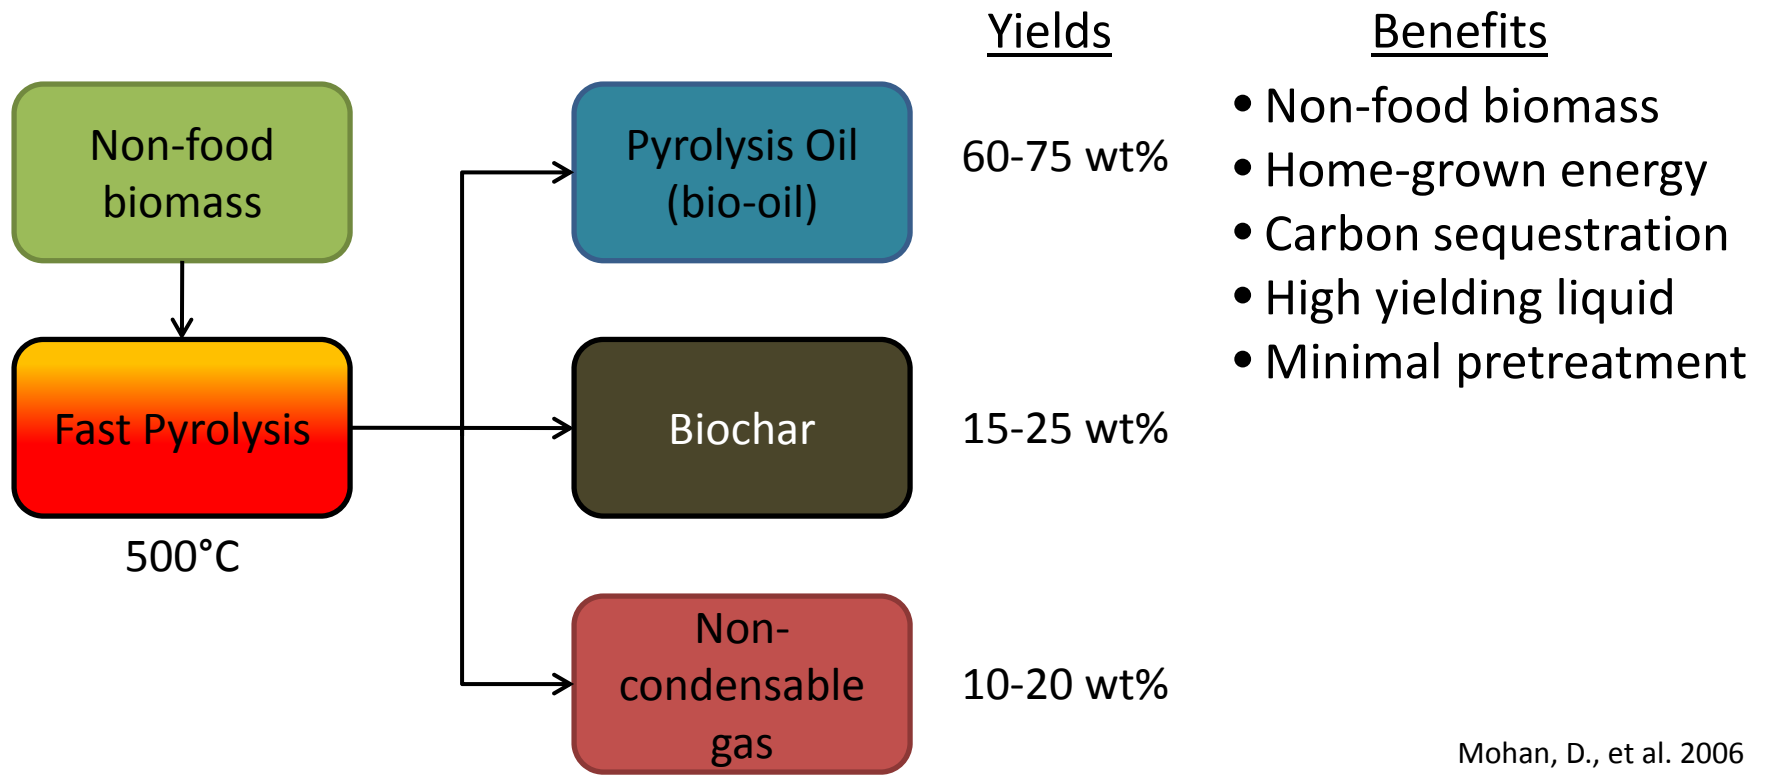 Yields
Benefits
Non-food
biomass
Pyrolysis Oil
(bio-oil)
60-75 wt%
• Non-food biomass
• Home-grown energy
• Carbon sequestration
• High yielding liquid
• Minimal pretreatment
Fast Pyrolysis
500°C
Biochar
15-25 wt%
Non-
condensable
gas
10-20 wt%
Mohan, D., et al. 2006